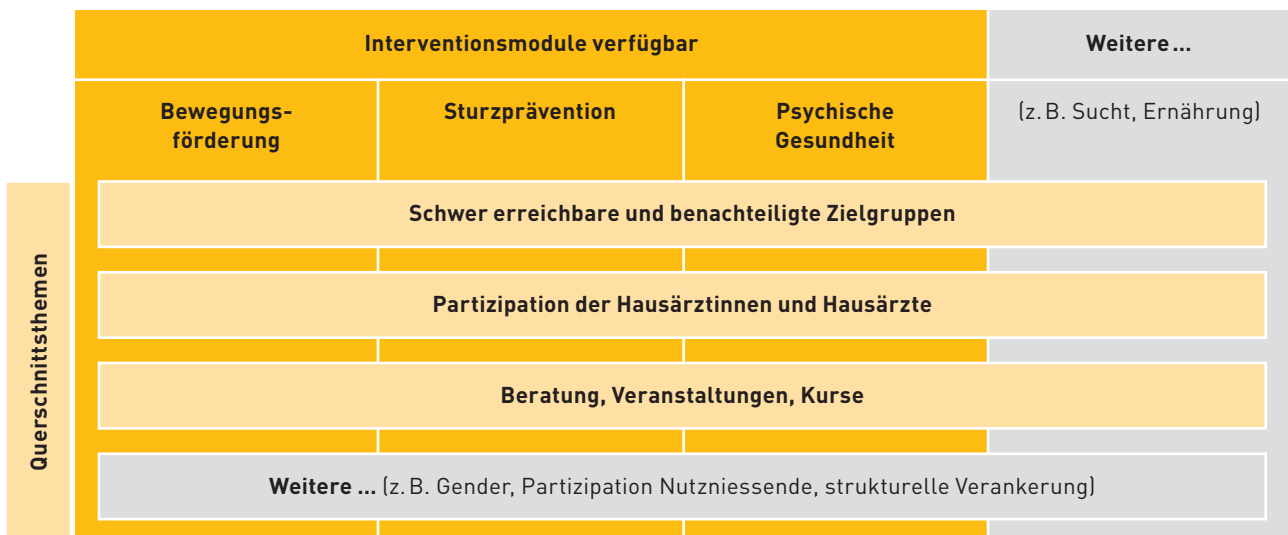 Interventionsmodule verfügbar
Weitere ...
Bewegungs-
förderung
Sturzprävention
Psychische
Gesundheit
(z. B. Sucht, Ernährung)
Querschnittsthemen
Schwer erreichbare und benachteiligte Zielgruppen
Partizipation der Hausärztinnen und Hausärzte
Beratung, Veranstaltungen, Kurse
Weitere ... (z. B. Gender, Partizipation Nutzniessende, strukturelle Verankerung)